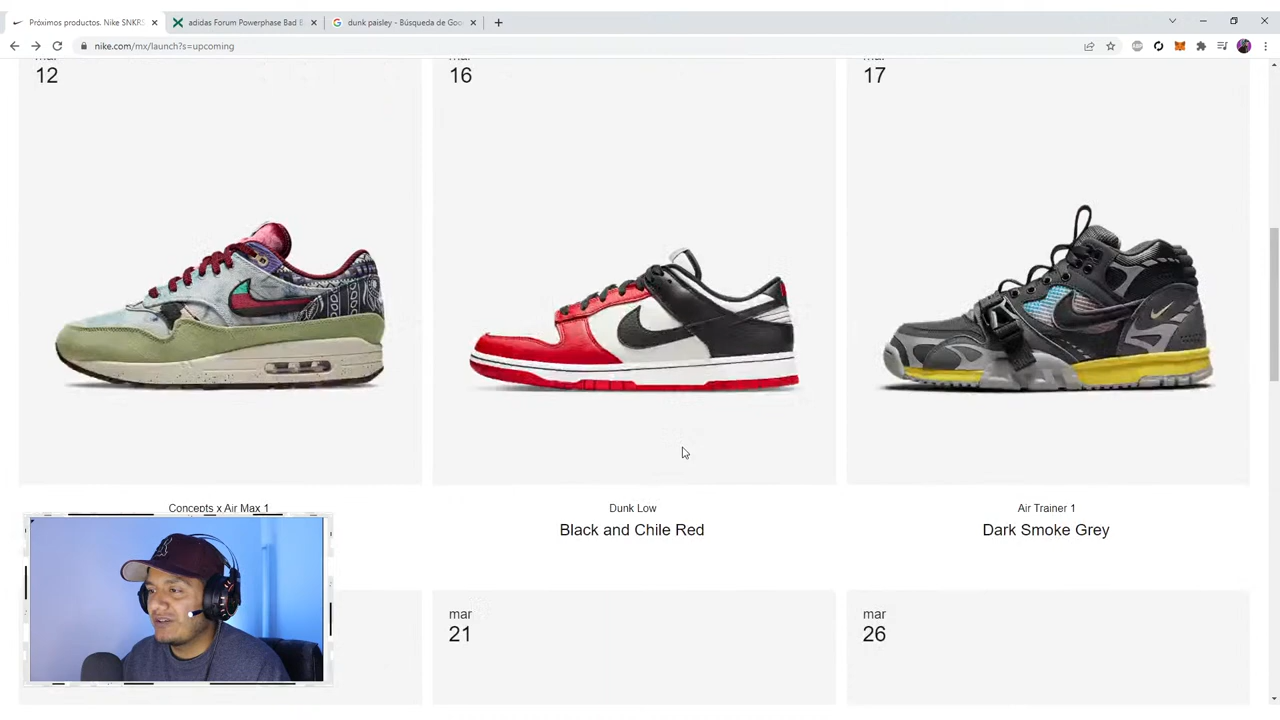 Próximos productos. Nike SNKRS
adidas Forum Powerphase Bad B
dunk paisley - Búsqueda de Goo
nike.com/mx/launch?s=upcoming
12
16
17
Concepts x Air Max 1
Dunk Low
Air Trainer 1
Black and Chile Red
Dark Smoke Grey
mar
21
mar
26